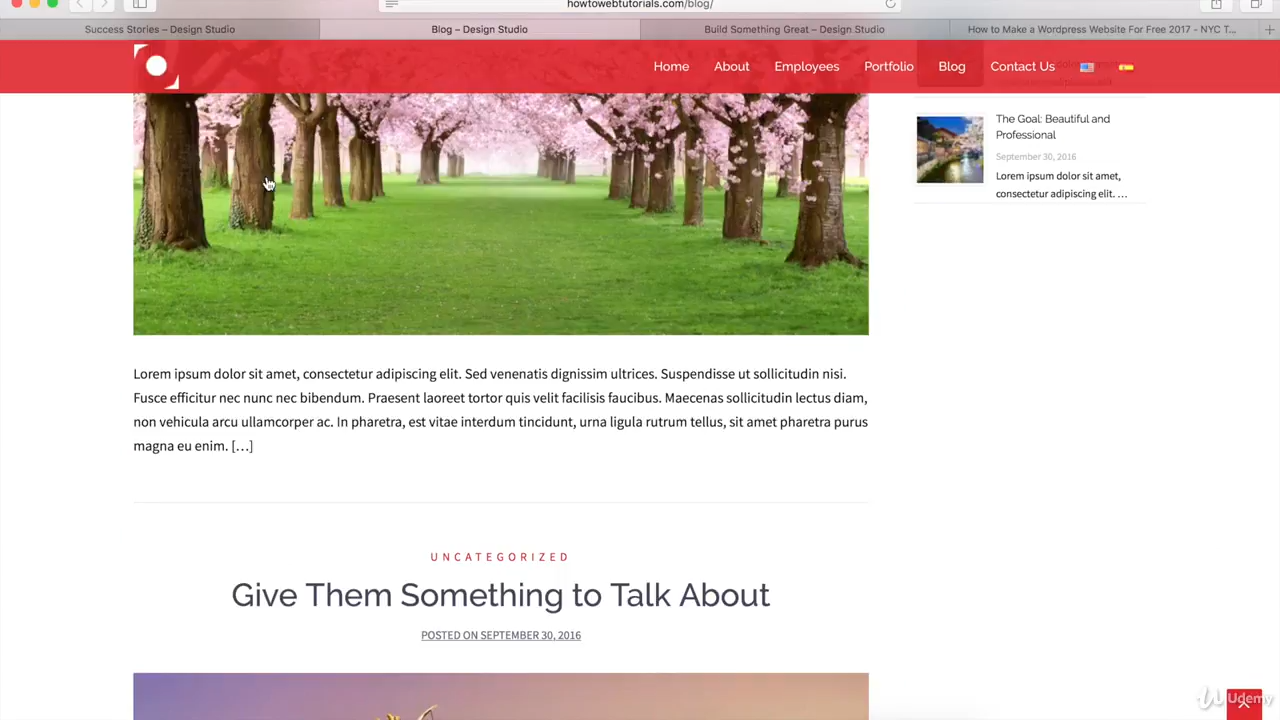 howtowebtutorials.com/blog/
Success Stories – Design Studio
Blog – Design Studio
Build Something Great – Design Studio
How to Make a Wordpress Website For Free 2017 - NYC T...
Home
About
Employees
Portfolio
Blog
Contact Us
The Goal: Beautiful and
Professional
September 30, 2016
Lorem ipsum dolor sit amet,
consectetur adipiscing elit. …
Lorem ipsum dolor sit amet, consectetur adipiscing elit. Sed venenatis dignissim ultrices. Suspendisse ut sollicitudin nisi.
Fusce efficitur nec nunc nec bibendum. Praesent laoreet tortor quis velit facilisis faucibus. Maecenas sollicitudin lectus diam,
non vehicula arcu ullamcorper ac. In pharetra, est vitae interdum tincidunt, urna ligula rutrum tellus, sit amet pharetra purus
magna eu enim. […]
UNCATEGORIZED
Give Them Something to Talk About
POSTED ON SEPTEMBER 30, 2016
Udemy